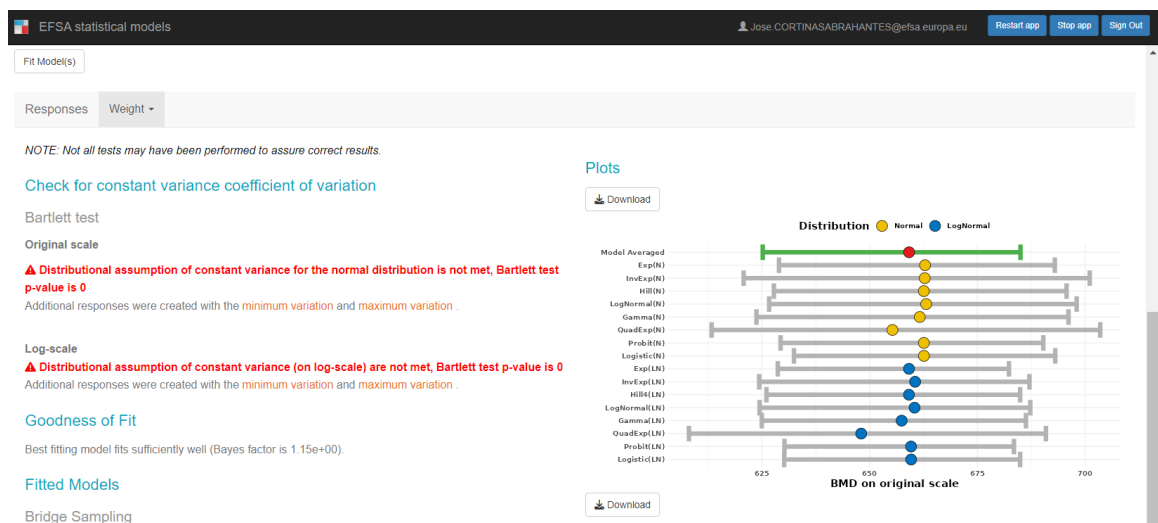 EFSA statistical models
Jose.CORTINASABRAHANTES@efsa.europa.eu
Restart app
Stop app
Sign Out
Fit Model(s)
Responses
Weight
NOTE: Not all tests may have been performed to assure correct results.
Check for constant variance coefficient of variation
Bartlett test
Original scale
Distributional assumption of constant variance for the normal distribution is not met, Bartlett test
p-value is 0
Additional responses were created with the minimum variation and maximum variation .
Log-scale
Distributional assumption of constant variance (on log-scale) are not met, Bartlett test p-value is 0
Additional responses were created with the minimum variation and maximum variation .
Goodness of Fit
Best fitting model fits sufficiently well (Bayes factor is 1.15e+00).
Fitted Models
Bridge Sampling
Plots
Download
Distribution Normal LogNormal
Model Averaged
Exp(N)
InvExp(N)
Hill(N)
LogNormal(N)
Gamma(N)
QuadExp(N)
Probit(N)
Logistic(N)
Exp(LN)
InvExp(LN)
Hill4(LN)
LogNormal(LN)
Gamma(LN)
QuadExp(LN)
Probit(LN)
Logistic(LN)
625 650 675 700
BMD on original scale
Download